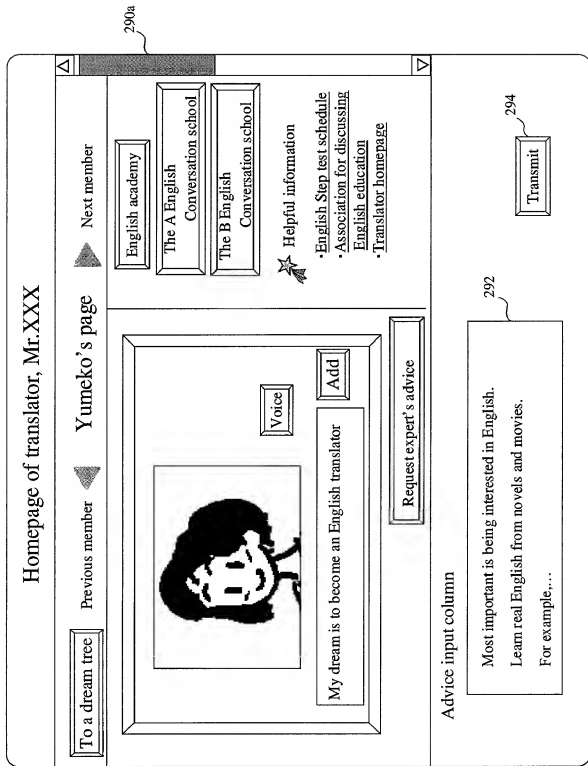 Homepage of translator, Mr.XXX
To a dream tree
Previous member
Yumeko's page
Next member
290a
Voice
My dream is to become an English translator
Add
Request expert's advice
English academy
The A English
Conversation school
The B English
Conversation school
Helpful information
·English Step test schedule
·Association for discussing
English education
·Translator homepage
Advice input column
292
Most important is being interested in English.
Learn real English from novels and movies.
For example,…
Transmit
294